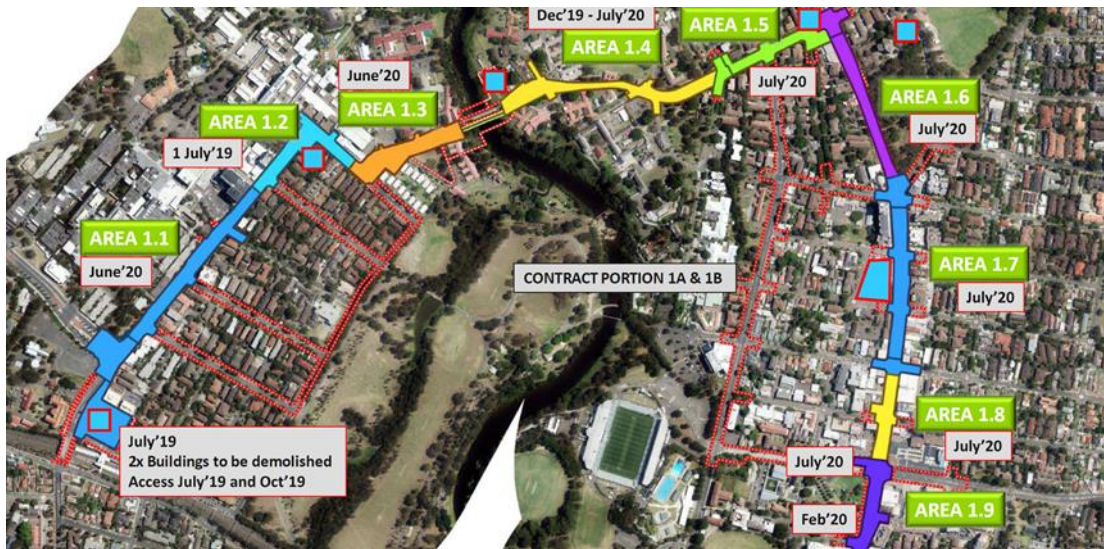 Dec'19 - July'20
AREA 1.5
AREA 1.4
June'20
AREA 1.3
July'20
AREA 1.6
July'20
AREA 1.2
1 July'19
AREA 1.1
June'20
CONTRACT PORTION 1A & 1B
AREA 1.7
July'20
AREA 1.8
July'20
July'19
2x Buildings to be demolished
Access July'19 and Oct'19
July'20
Feb'20
AREA 1.9